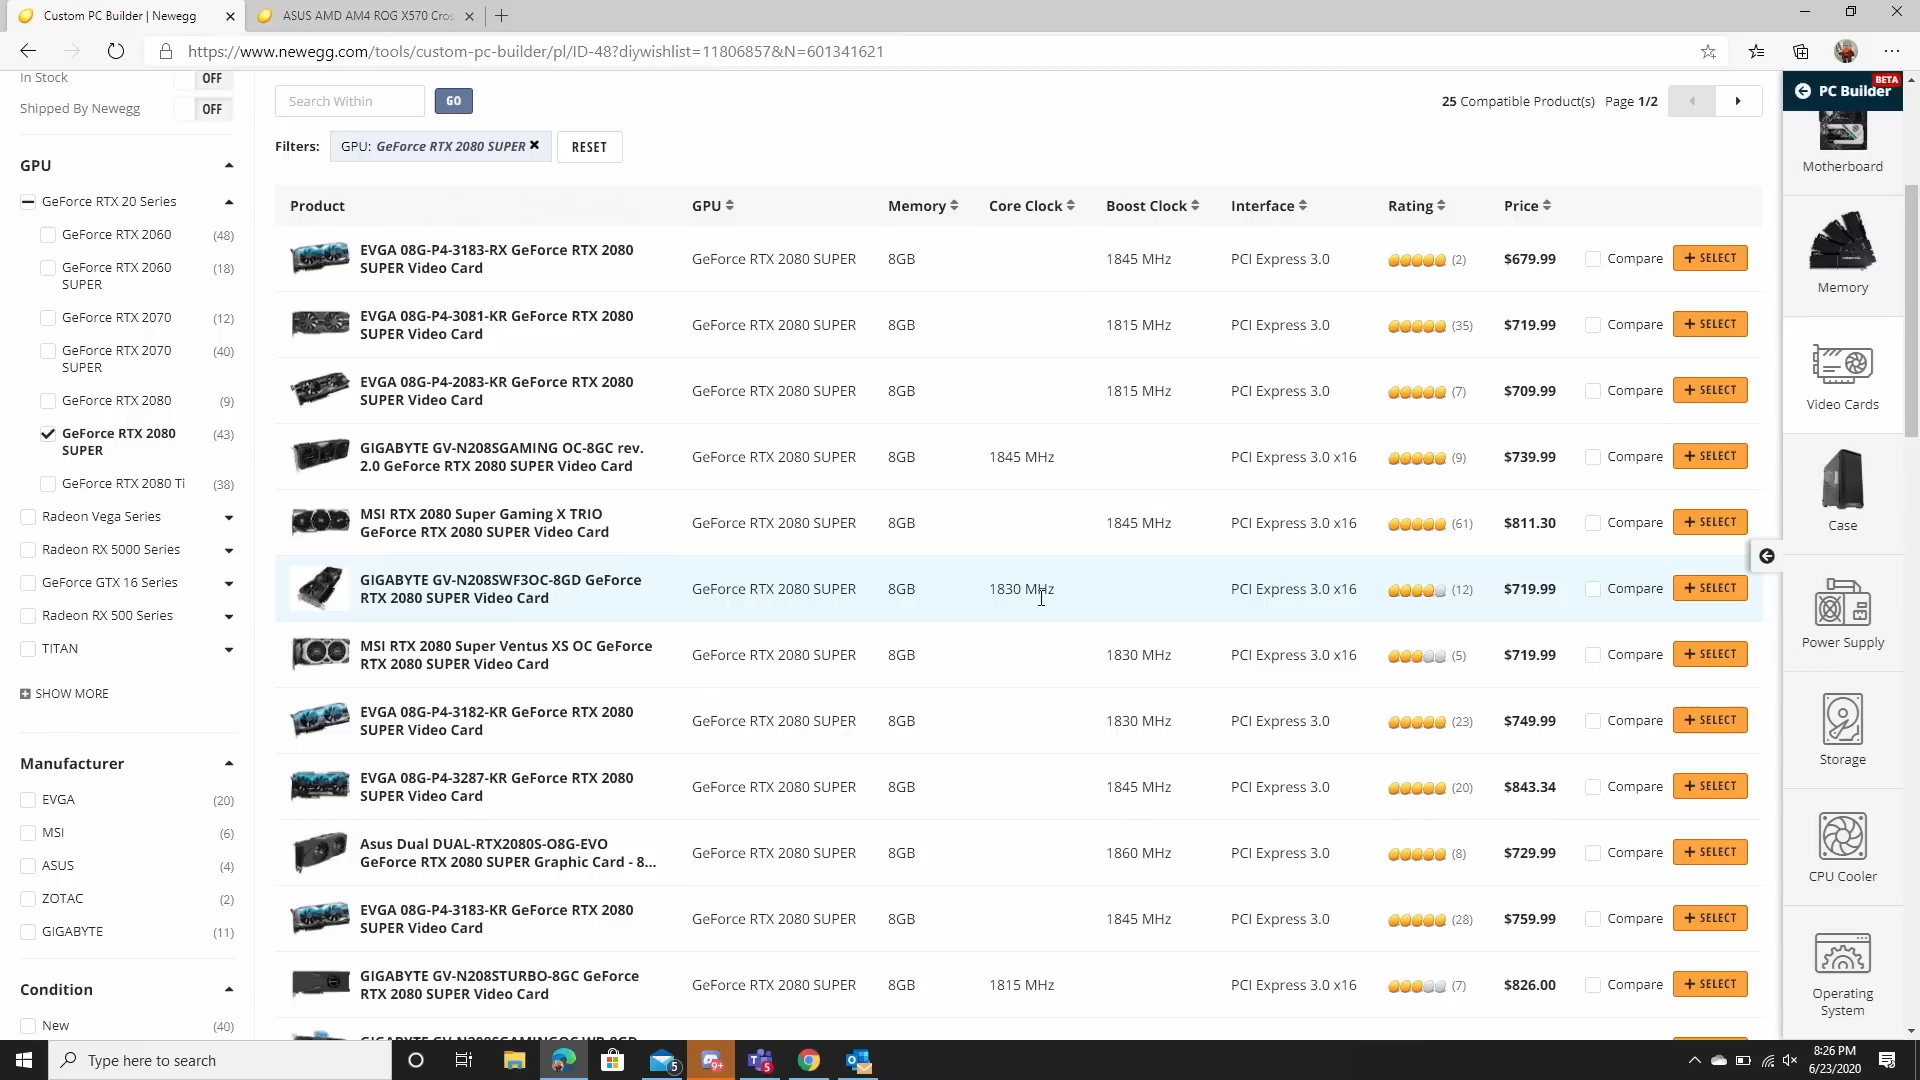 Custom PC Builder | Newegg
ASUS AMD AM4 ROG X570 Cros
https://www.newegg.com/tools/custom-pc-builder/pl/ID-48?diywishlist=11806857&N=601341621
In Stock OFF
Shipped By Newegg OFF
Search Within GO
25 Compatible Product(s) Page 1/2
Filters: GPU: GeForce RTX 2080 SUPER RESET
GPU
GeForce RTX 20 Series
GeForce RTX 2060 (48)
GeForce RTX 2060 (18)
SUPER
GeForce RTX 2070 (12)
GeForce RTX 2070 (40)
SUPER
GeForce RTX 2080 (9)
GeForce RTX 2080 (43)
SUPER
GeForce RTX 2080 Ti (38)
Radeon Vega Series
Radeon RX 5000 Series
GeForce GTX 16 Series
Radeon RX 500 Series
TITAN
SHOW MORE
Manufacturer
EVGA (20)
MSI (6)
ASUS (4)
ZOTAC (2)
GIGABYTE (11)
Condition
New (40)
Product GPU Memory Core Clock Boost Clock Interface Rating Price
EVGA 08G-P4-3183-RX GeForce RTX 2080
SUPER Video Card
GeForce RTX 2080 SUPER 8GB 1845 MHz PCI Express 3.0 (2) $679.99 Compare + SELECT
EVGA 08G-P4-3081-KR GeForce RTX 2080
SUPER Video Card
GeForce RTX 2080 SUPER 8GB 1815 MHz PCI Express 3.0 (35) $719.99 Compare + SELECT
EVGA 08G-P4-2083-KR GeForce RTX 2080
SUPER Video Card
GeForce RTX 2080 SUPER 8GB 1815 MHz PCI Express 3.0 (7) $709.99 Compare + SELECT
GIGABYTE GV-N208SGAMING OC-8GC rev.
2.0 GeForce RTX 2080 SUPER Video Card
GeForce RTX 2080 SUPER 8GB 1845 MHz PCI Express 3.0 x16 (9) $739.99 Compare + SELECT
MSI RTX 2080 Super Gaming X TRIO
GeForce RTX 2080 SUPER Video Card
GeForce RTX 2080 SUPER 8GB 1845 MHz PCI Express 3.0 x16 (61) $811.30 Compare + SELECT
GIGABYTE GV-N208SWF3OC-8GD GeForce
RTX 2080 SUPER Video Card
GeForce RTX 2080 SUPER 8GB 1830 MHz PCI Express 3.0 x16 (12) $719.99 Compare + SELECT
MSI RTX 2080 Super Ventus XS OC GeForce
RTX 2080 SUPER Video Card
GeForce RTX 2080 SUPER 8GB 1830 MHz PCI Express 3.0 x16 (5) $719.99 Compare + SELECT
EVGA 08G-P4-3182-KR GeForce RTX 2080
SUPER Video Card
GeForce RTX 2080 SUPER 8GB 1830 MHz PCI Express 3.0 (23) $749.99 Compare + SELECT
EVGA 08G-P4-3287-KR GeForce RTX 2080
SUPER Video Card
GeForce RTX 2080 SUPER 8GB 1845 MHz PCI Express 3.0 (20) $843.34 Compare + SELECT
Asus Dual DUAL-RTX2080S-O8G-EVO
GeForce RTX 2080 SUPER Graphic Card - 8...
GeForce RTX 2080 SUPER 8GB 1860 MHz PCI Express 3.0 (8) $729.99 Compare + SELECT
EVGA 08G-P4-3183-KR GeForce RTX 2080
SUPER Video Card
GeForce RTX 2080 SUPER 8GB 1845 MHz PCI Express 3.0 (28) $759.99 Compare + SELECT
GIGABYTE GV-N208STURBO-8GC GeForce
RTX 2080 SUPER Video Card
GeForce RTX 2080 SUPER 8GB 1815 MHz PCI Express 3.0 x16 (7) $826.00 Compare + SELECT
BETA
PC Builder
Motherboard
Memory
Video Cards
Case
Power Supply
Storage
CPU Cooler
Operating
System
Type here to search
5
9+
5
8:26 PM
6/23/2020